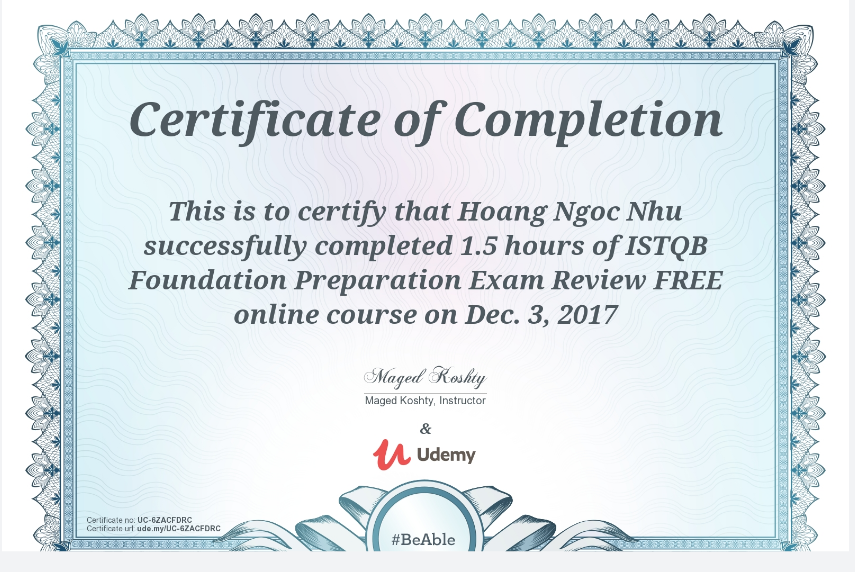 Certificate of Completion
This is to certify that Hoang Ngoc Nhu
successfully completed 1.5 hours of ISTQB
Foundation Preparation Exam Review FREE
online course on Dec. 3, 2017
Maged Koshty
Maged Koshty, Instructor
&
Udemy
Certificate no: UC-6ZACFDRC
Certificate url: ude.my/UC-6ZACFDRC
#BeAble